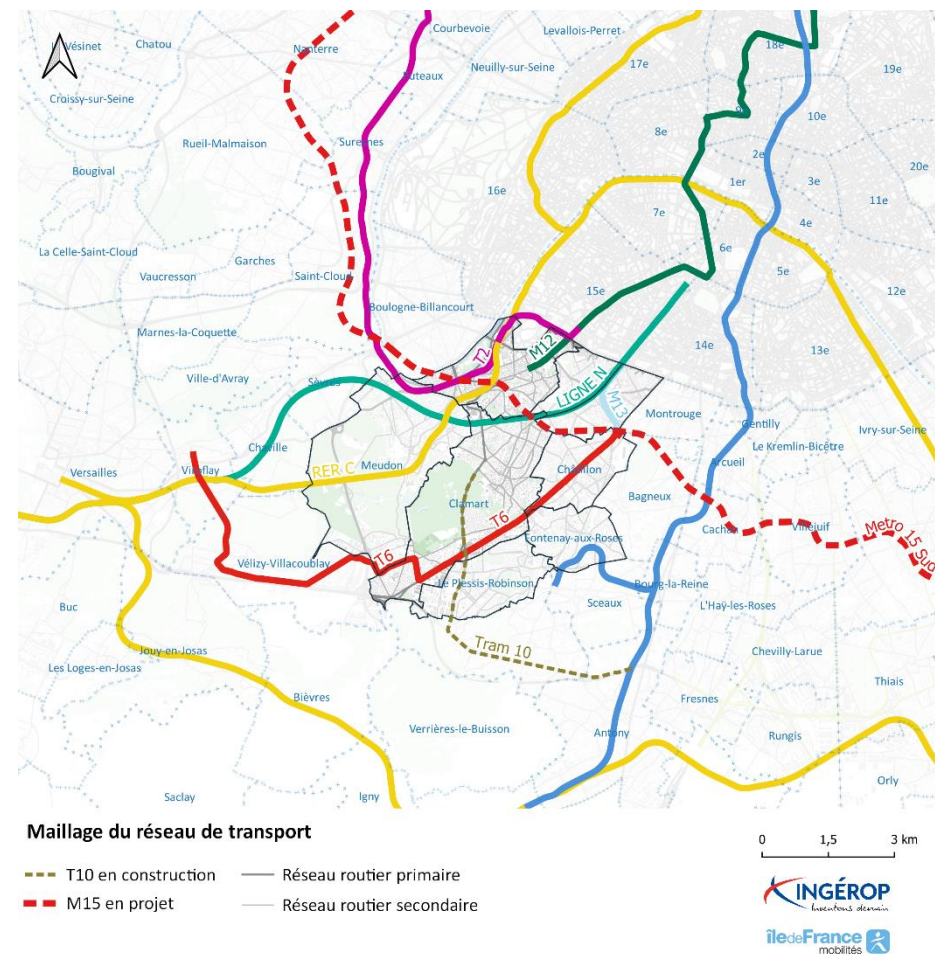 Le Vésinet
Chatou
Nanterre
Courbevoie
Levallois-Perret
18e
Puteaux
Neuilly-sur-Seine
17e
19e
Croissy-sur-Seine
9e
10e
Rueil-Malmaison
Suresnes
8e
2e
Bougival
16e
1er
3e
20e
7e
11e
La Celle-Saint-Cloud
Garches
4e
Vaucresson
Saint-Cloud
6e
5e
15e
12e
Boulogne-Billancourt
Marnes-la-Coquette
14e
13e
T2
M12
Ville-d'Avray
Sèvres
LIGNE N
M13
Montrouge
Gentilly
Ivry-sur-Seine
Chaville
Le Kremlin-Bicêtre
Versailles
Viroflay
RER C
Meudon
Châtillon
Arcueil
Bagneux
Clamart
T6
Cachan
Villejuif
Metro 15 Sud
Fontenay-aux-Roses
Vélizy-Villacoublay
T6
Le Plessis-Robinson
Bourg-la-Reine
Buc
Sceaux
L'Haÿ-les-Roses
Tram 10
Jouy-en-Josas
Chevilly-Larue
Les Loges-en-Josas
Thiais
Bièvres
Fresnes
Verrières-le-Buisson
Antony
Rungis
Orly
Saclay
Igny
Maillage du réseau de transport
0 1,5 3 km
T10 en construction
Réseau routier primaire
M15 en projet
Réseau routier secondaire
INGÉROP
Inventons demain
îledeFrance
mobilités